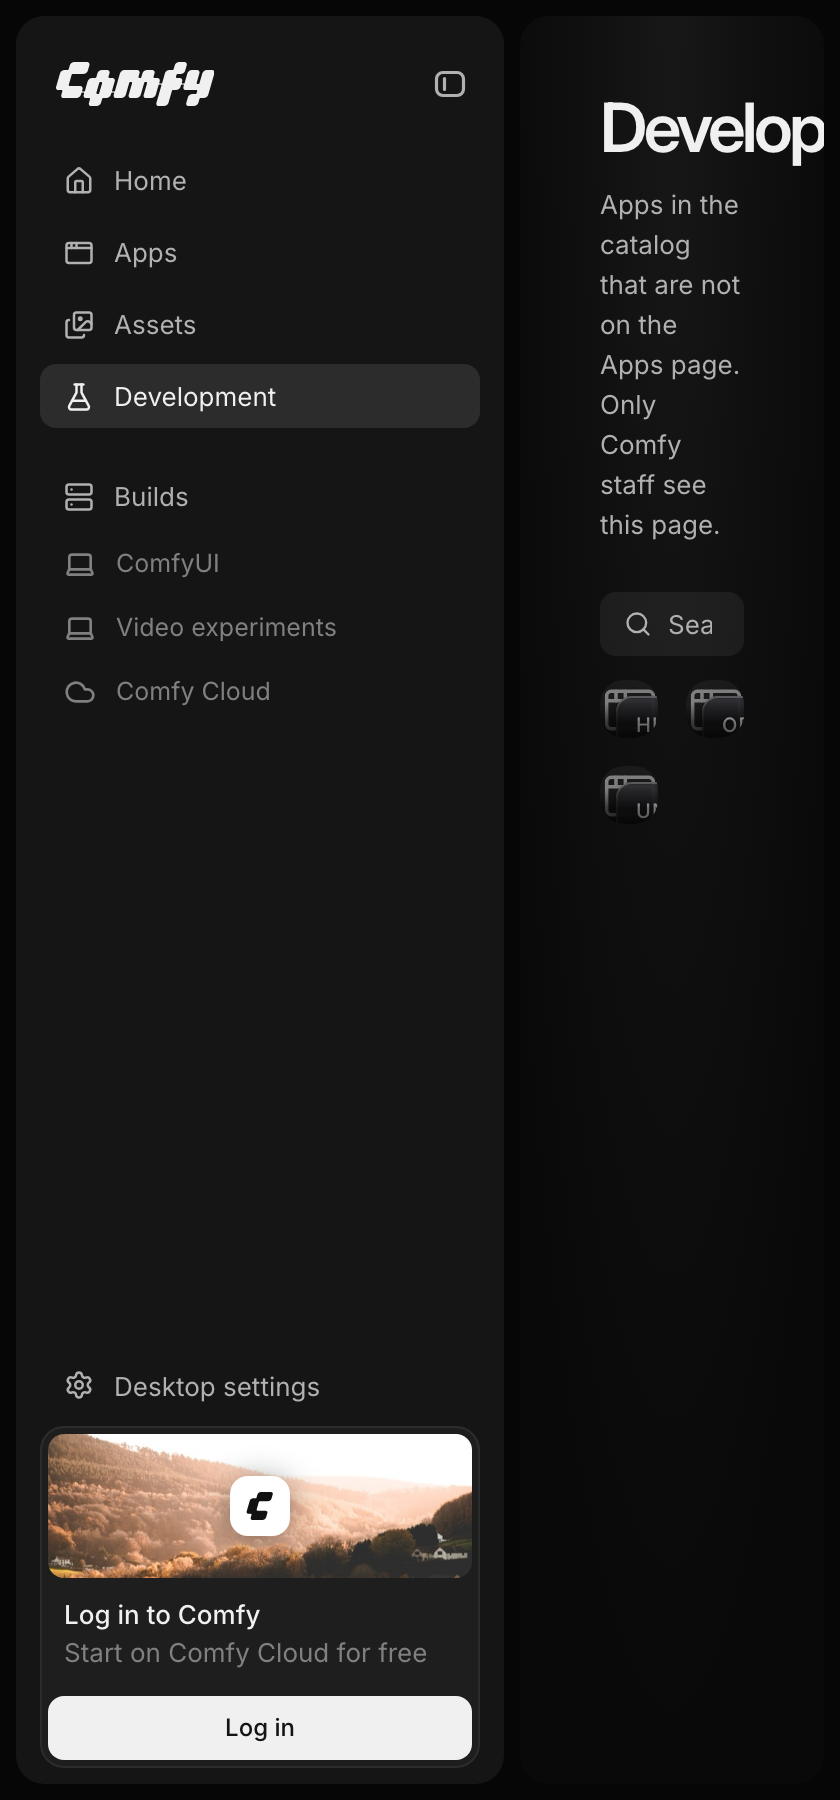 Comfy
Home
Apps
Assets
Development
Builds
ComfyUI
Video experiments
Comfy Cloud
Desktop settings
Log in to Comfy
Start on Comfy Cloud for free
Log in
Develop
Apps in the
catalog
that are not
on the
Apps page.
Only
Comfy
staff see
this page.
Sea